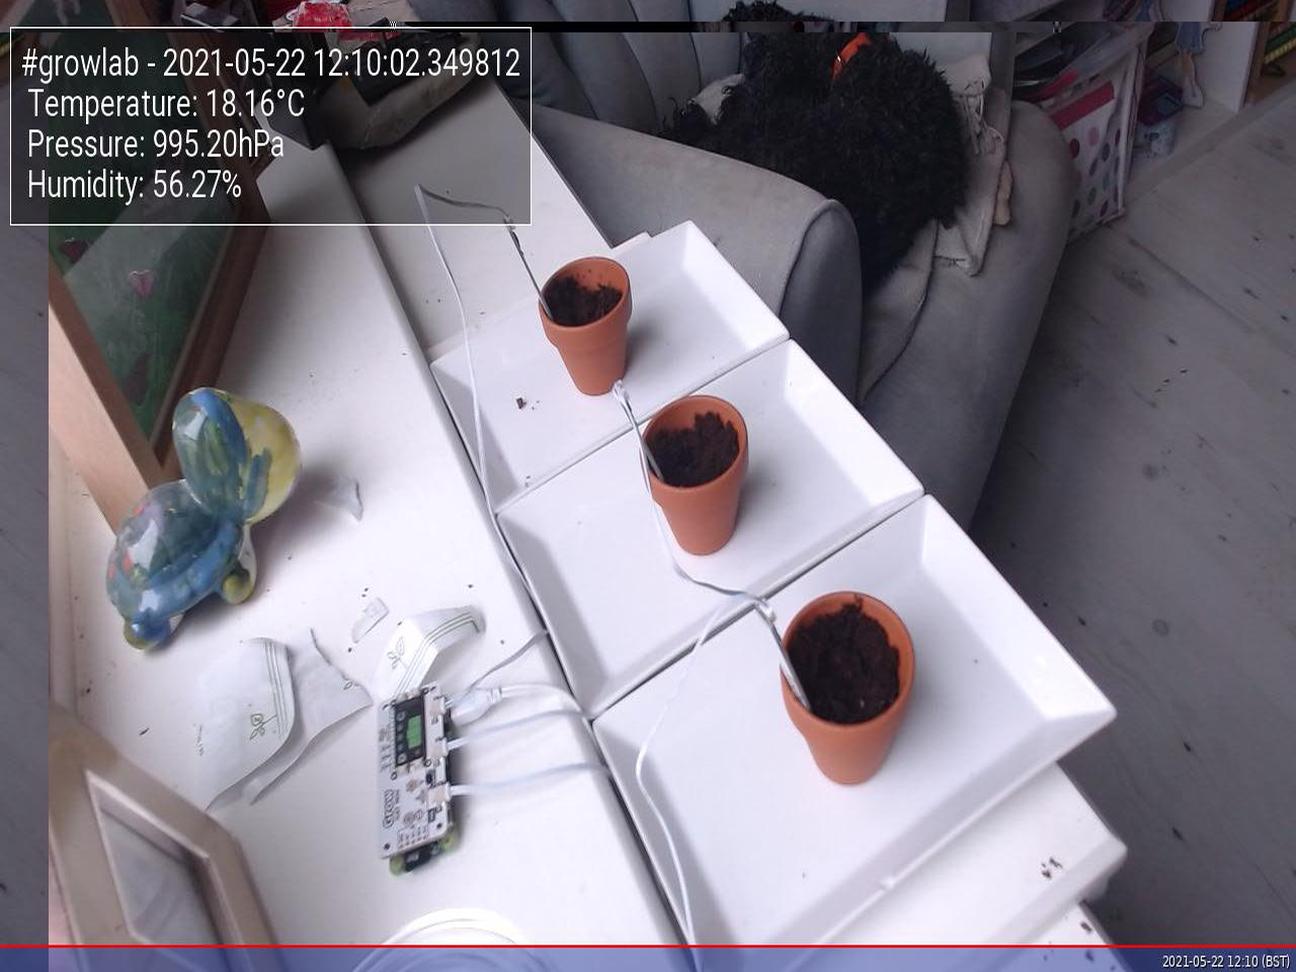 #growlab - 2021-05-22 12:10:02.349812
Temperature: 18.16°C
Pressure: 995.20hPa
Humidity: 56.27%
Grow
2021-05-22 12:10 (BST)